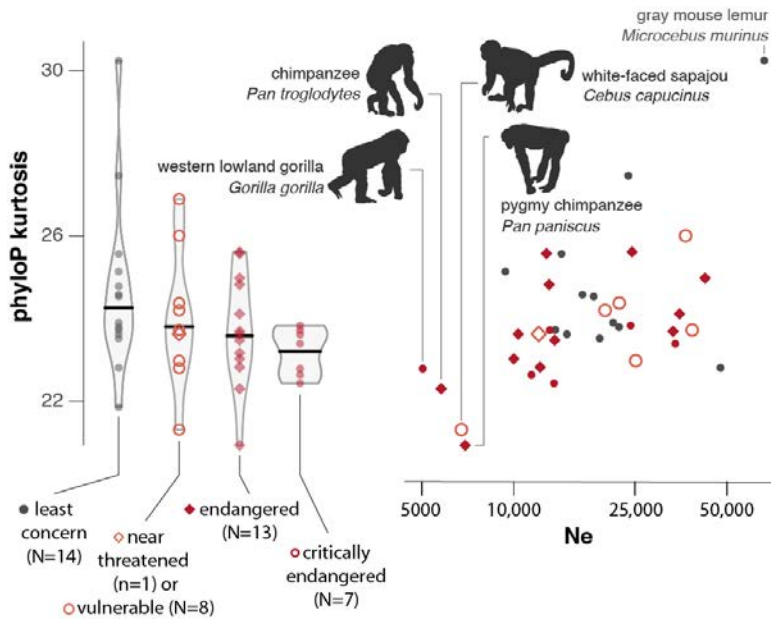 gray mouse lemur
Microcebus murinus
30
chimpanzee
Pan troglodytes
white-faced sapajou
Cebus capucinus
western lowland gorilla
Gorilla gorilla
pygmy chimpanzee
Pan paniscus
phyloP kurtosis
26
22
5000
10,000
25,000
50,000
Ne
least
concern
(N=14)
near
threatened
(n=1) or
vulnerable (N=8)
endangered
(N=13)
critically
endangered
(N=7)